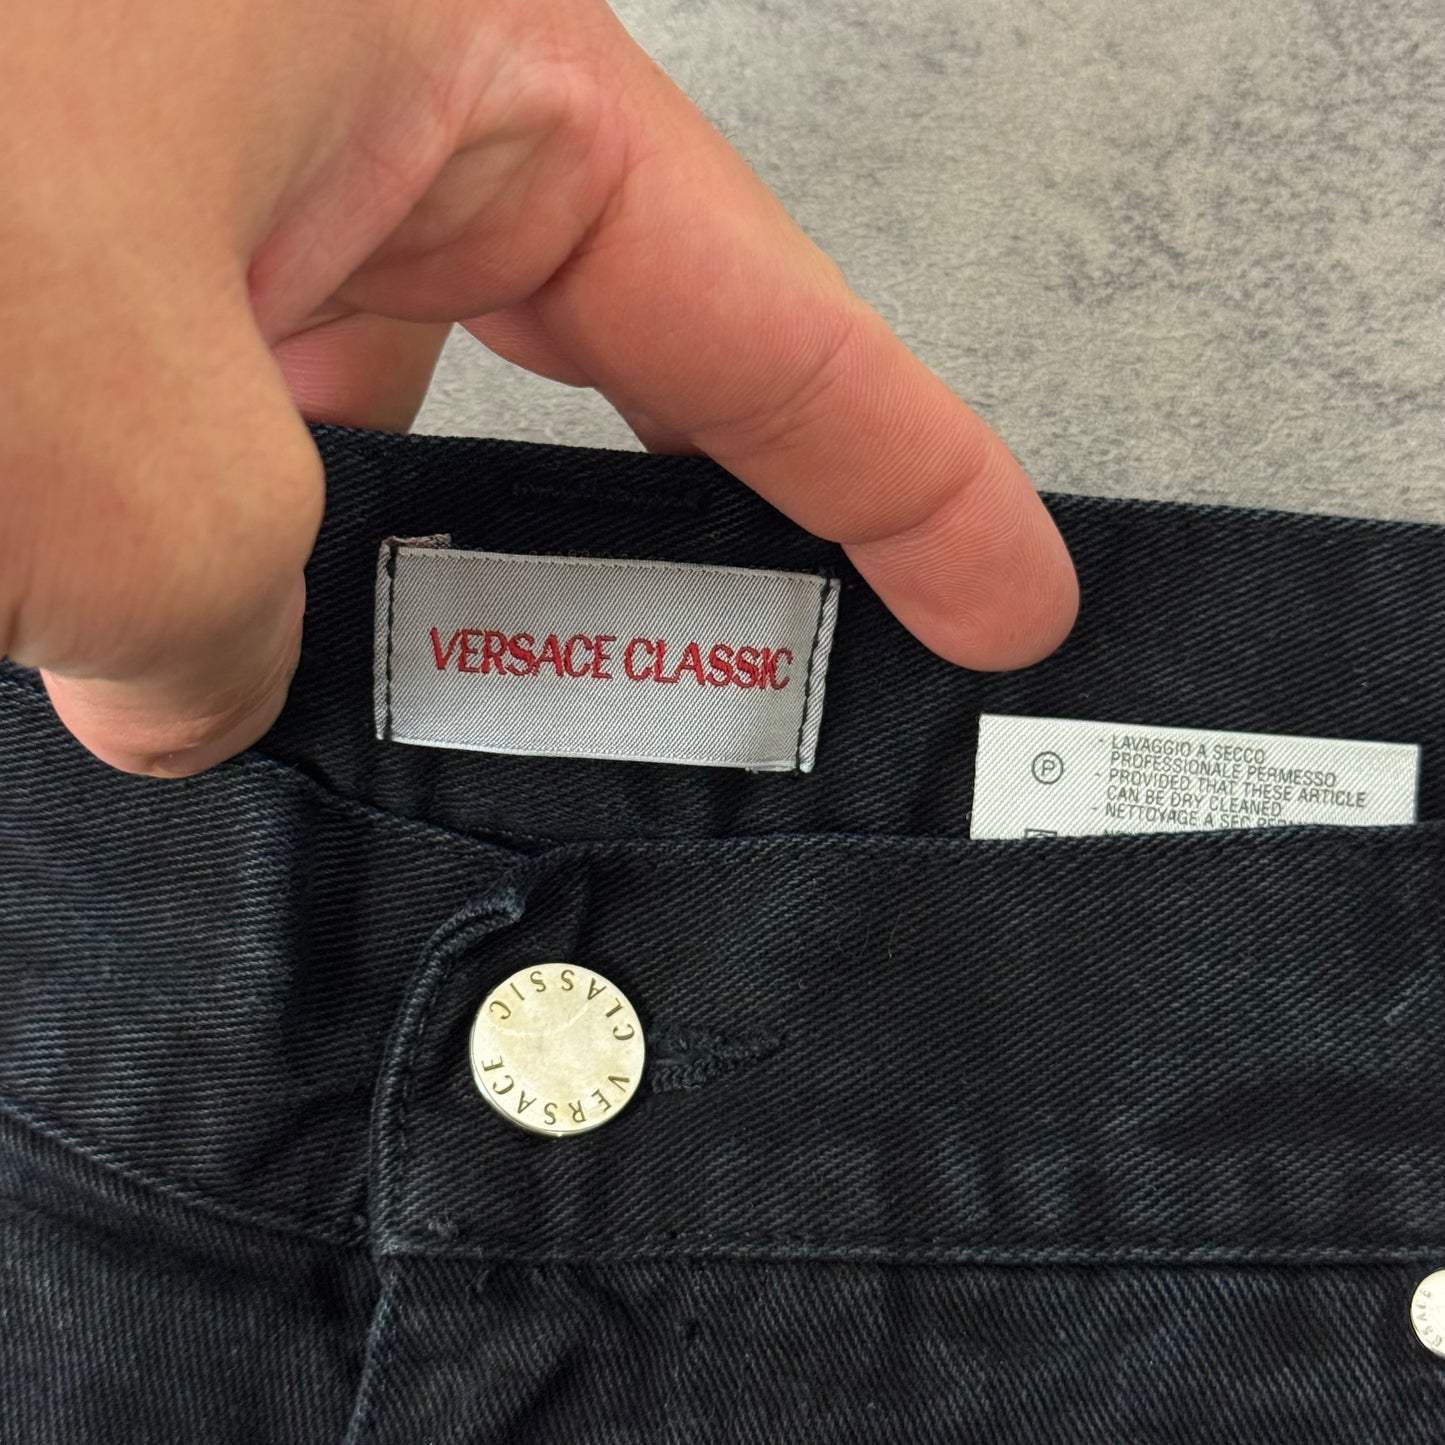 VERSACE CLASSIC
P
- LAVAGGIO A SECCO
PROFESSIONALE PERMESSO
- PROVIDED THAT THESE ARTICLE
CAN BE DRY CLEANED
- NETTOYAGE A SEC
VERSACE CLASSIC